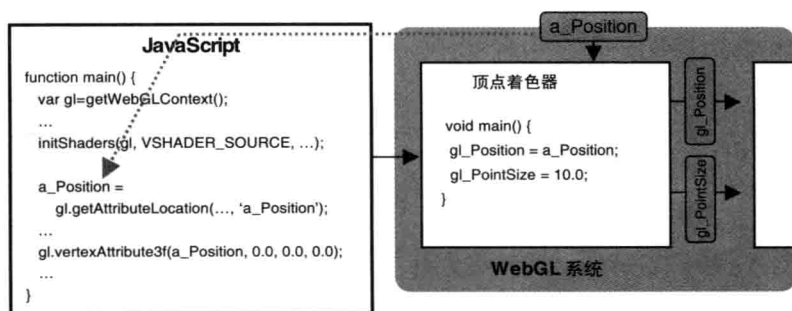 JavaScript
function main() {
var gl=getWebGLContext();
…
initShaders(gl, VSHADER_SOURCE, …);
a_Position =
gl.getAttributeLocation(…, ‘a_Position’);
…
gl.vertexAttribute3f(a_Position, 0.0, 0.0, 0.0);
…
}
a_Position
顶点着色器
void main() {
gl_Position = a_Position;
gl_PointSize = 10.0;
}
gl_Position
gl_PointSize
WebGL 系统